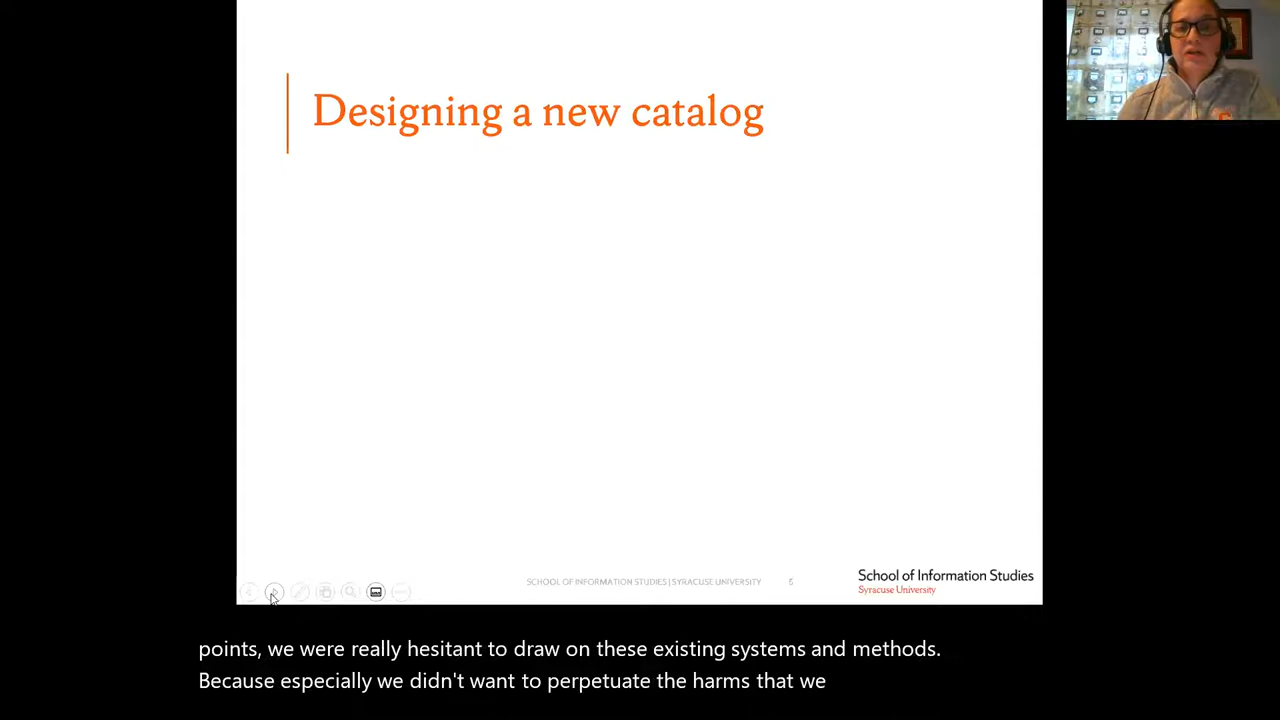 Designing a new catalog
SCHOOL OF INFORMATION STUDIES | SYRACUSE UNIVERSITY 5
School of Information Studies
Syracuse University
points, we were really hesitant to draw on these existing systems and methods.
Because especially we didn't want to perpetuate the harms that we